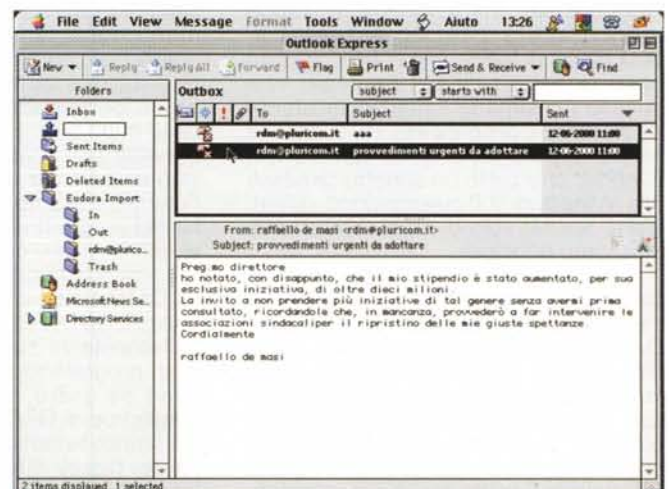 File Edit View Message Format Tools Window Aiuto 13:26
Outlook Express
New Reply Reply All Forward Flag Print Send & Receive Find
Folders
Inbox
Sent Items
Drafts
Deleted Items
Eudora Import
In
Out
rdm@plurico...
Trash
Address Book
Microsoft News Se...
Directory Services
Outbox subject starts with
To Subject Sent
rdm@pluricom.it aaa 12-06-2000 11:00
rdm@pluricom.it provvedimenti urgenti da adottare 12-06-2000 11:00
From: raffaello de masi <rdm@pluricom.it>
Subject: provvedimenti urgenti da adottare
Preg.mo direttore
ho notato, con disappunto, che il mio stipendio è stato aumentato, per sua
esclusiva iniziativa, di oltre dieci milioni.
La invito a non prendere più iniziative di tal genere senza avermi prima
consultato, ricordandole che, in mancanza, provvederò a far intervenire le
associazioni sindacaliper il ripristino delle mie giuste spettanze.
Cordialmente
raffaello de masi
2 items displayed, 1 selected